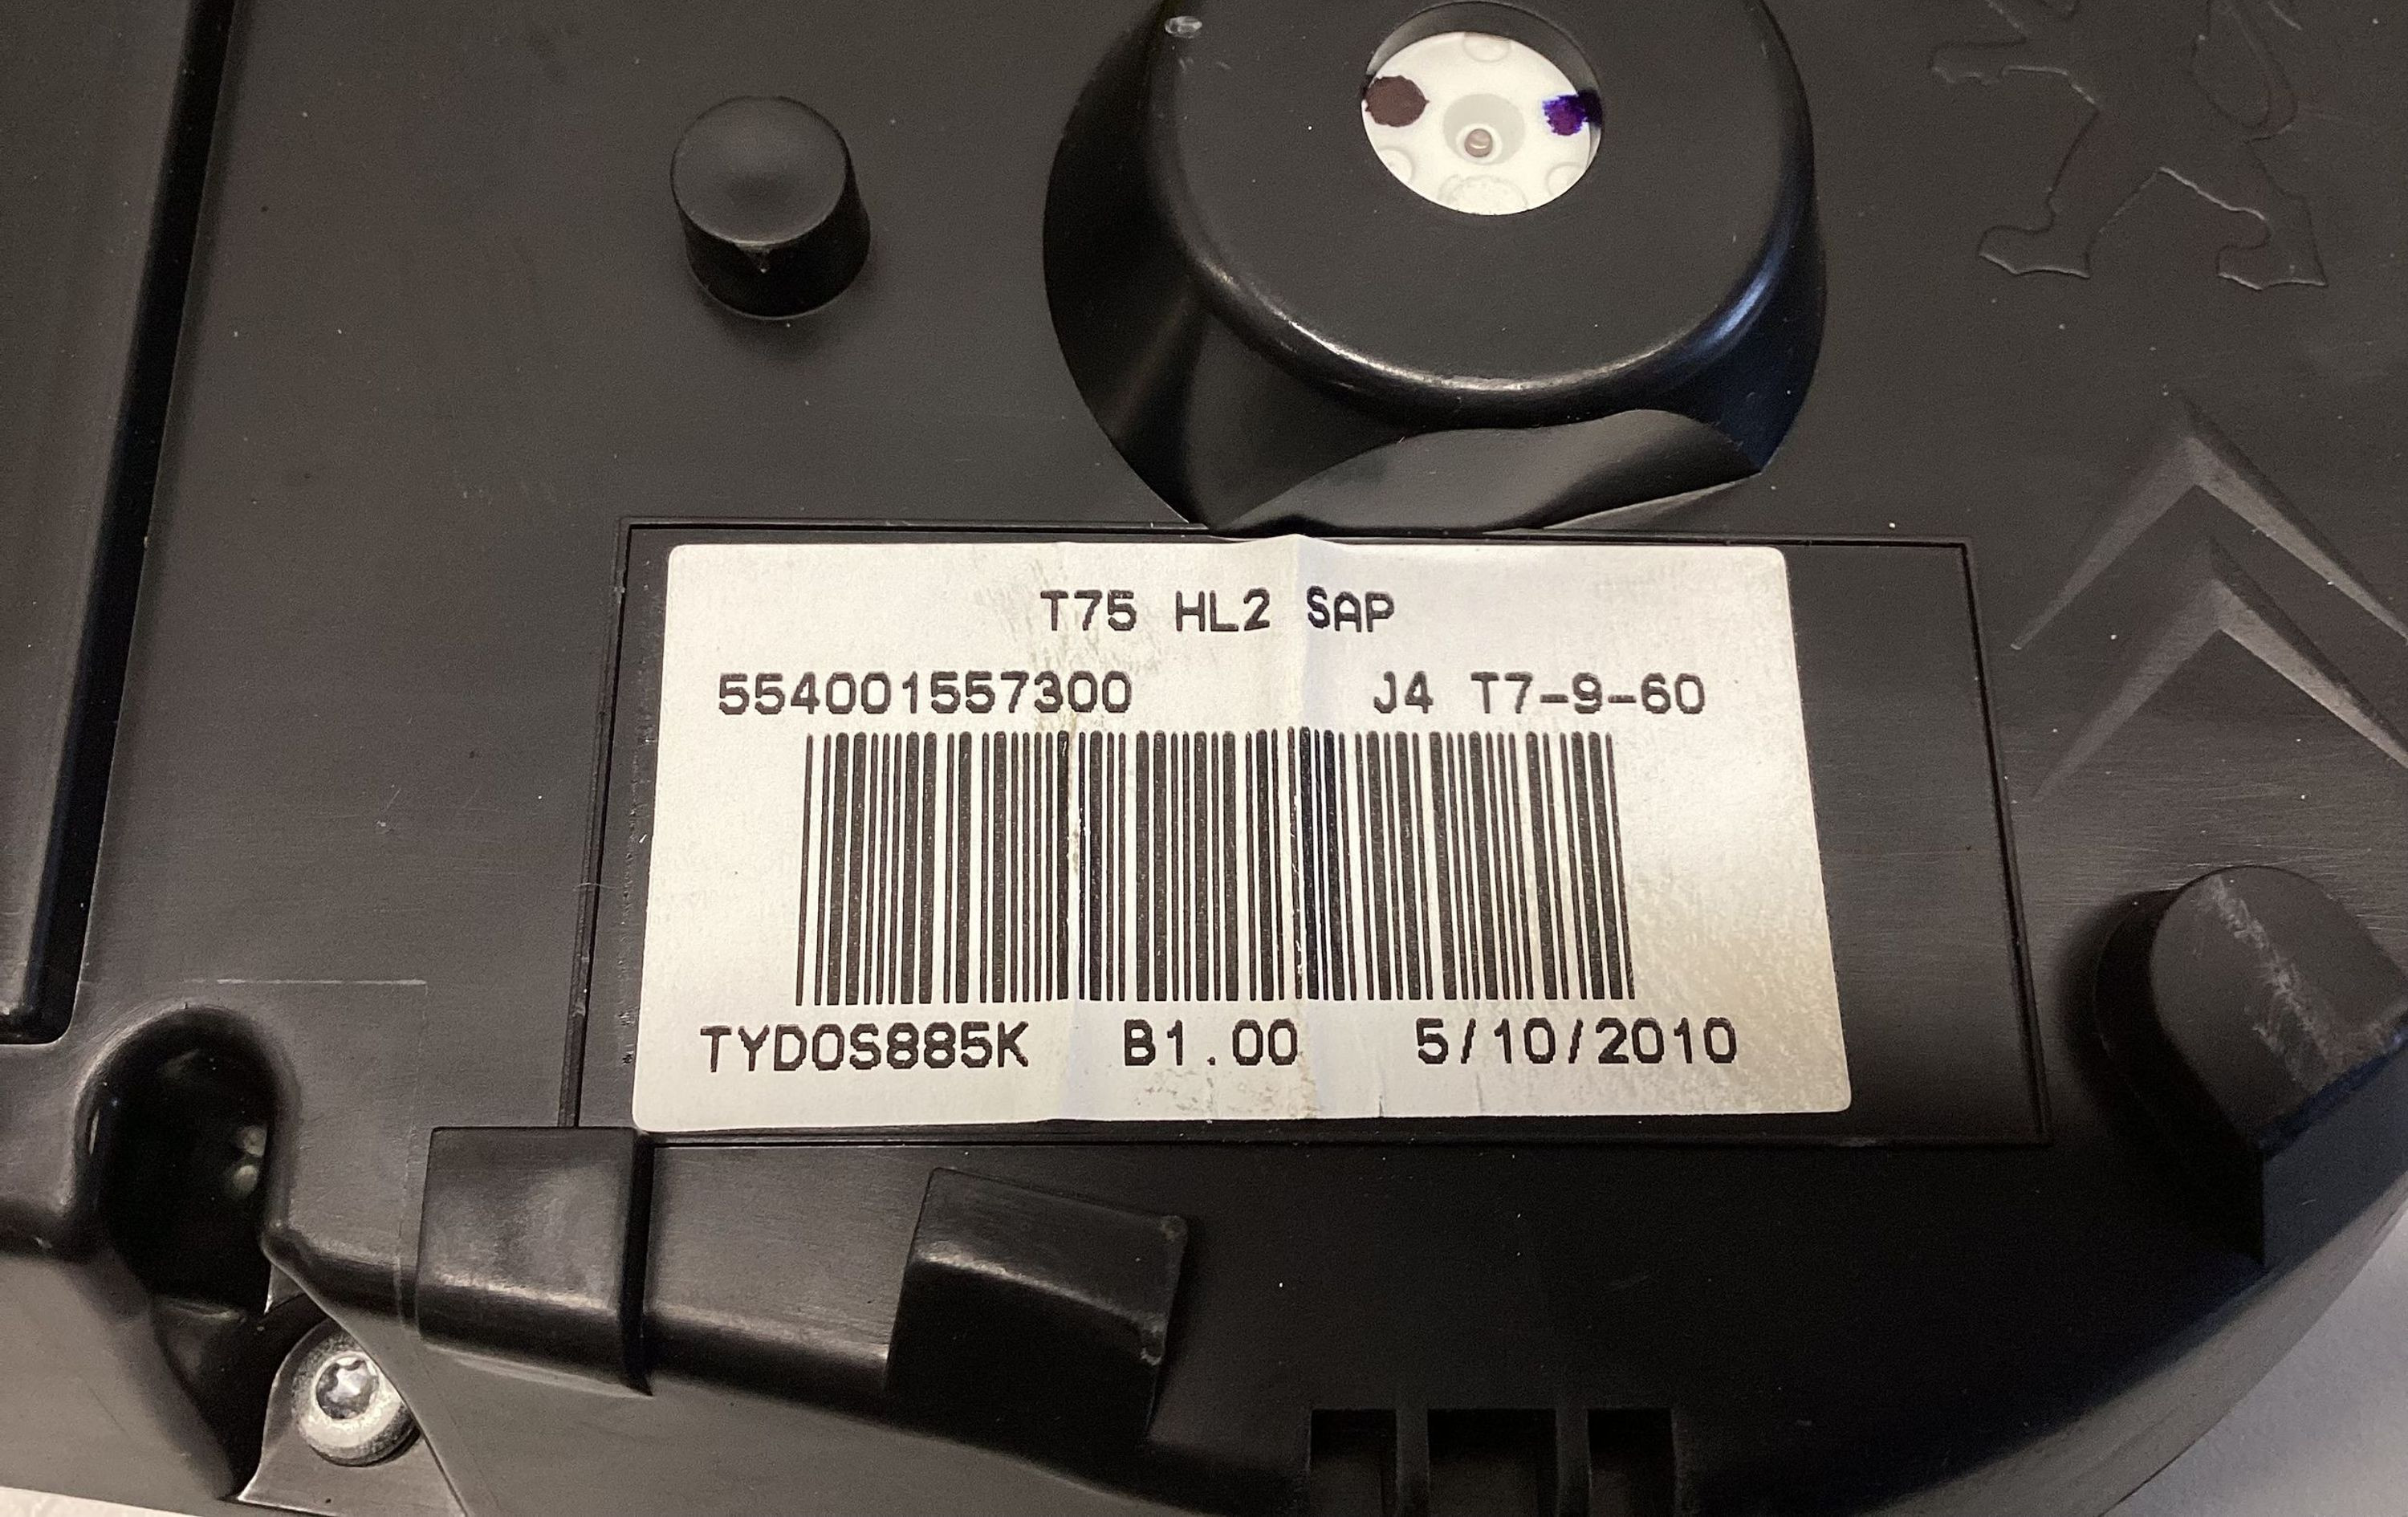 T75 HL2 SAP
554001557300 J4 T7-9-60
TYD0S885K B1.00 5/10/2010